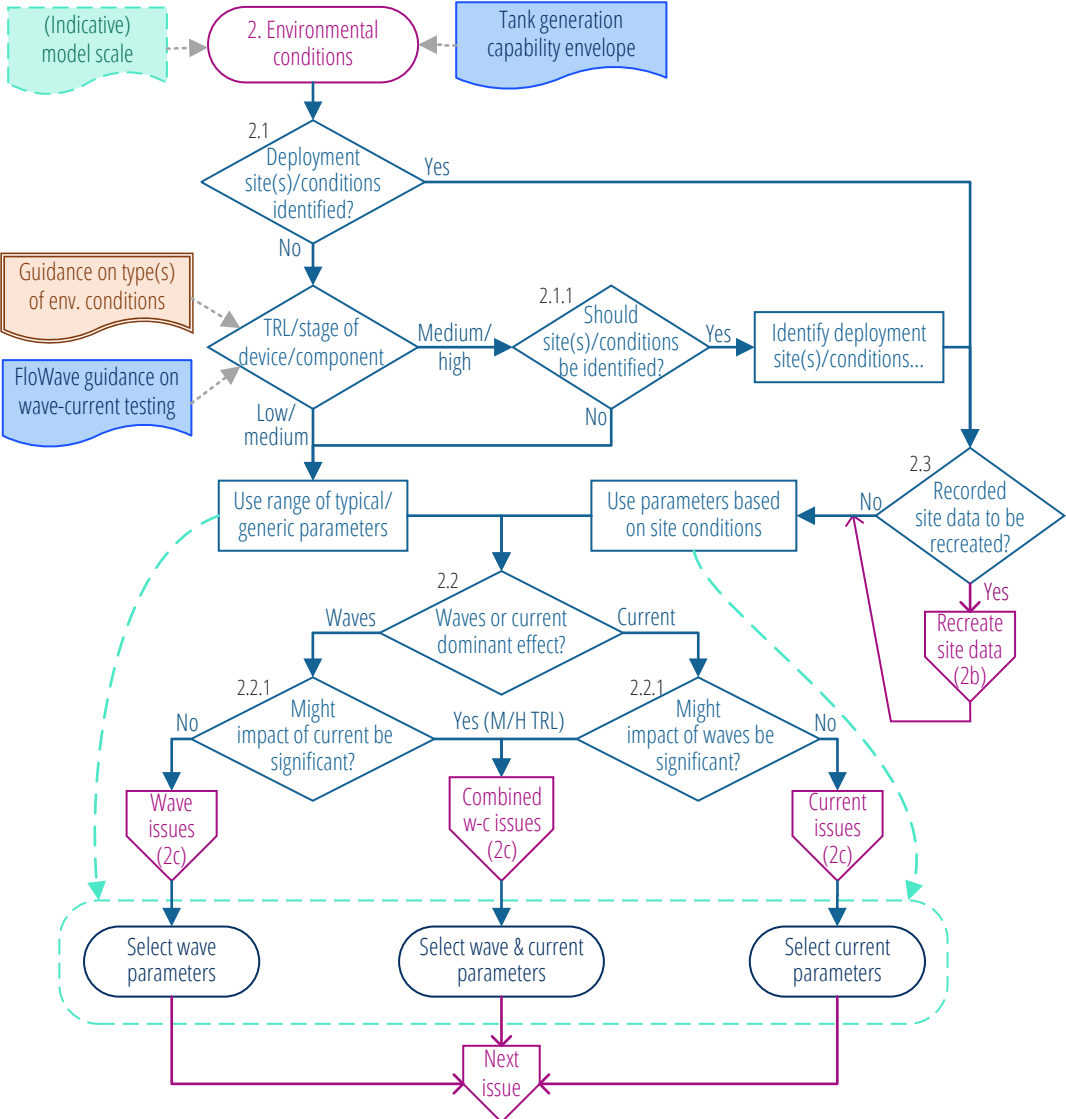 (Indicative)
model scale
2. Environmental
conditions
Tank generation
capability envelope
2.1
Deployment
site(s)/conditions
identified?
Yes
No
Guidance on type(s)
of env. conditions
FloWave guidance on
wave-current testing
TRL/stage of
device/component
Medium/
high
2.1.1
Should
site(s)/conditions
be identified?
Yes
Identify deployment
site(s)/conditions...
Low/
medium
No
2.3
Recorded
site data to be
recreated?
No
Yes
Use range of typical/
generic parameters
Use parameters based
on site conditions
Recreate
site data
(2b)
2.2
Waves or current
dominant effect?
Waves
Current
2.2.1
Might
impact of current be
significant?
No
Yes (M/H TRL)
2.2.1
Might
impact of waves be
significant?
No
Wave
issues
(2c)
Combined
w-c issues
(2c)
Current
issues
(2c)
Select wave
parameters
Select wave & current
parameters
Select current
parameters
Next
issue